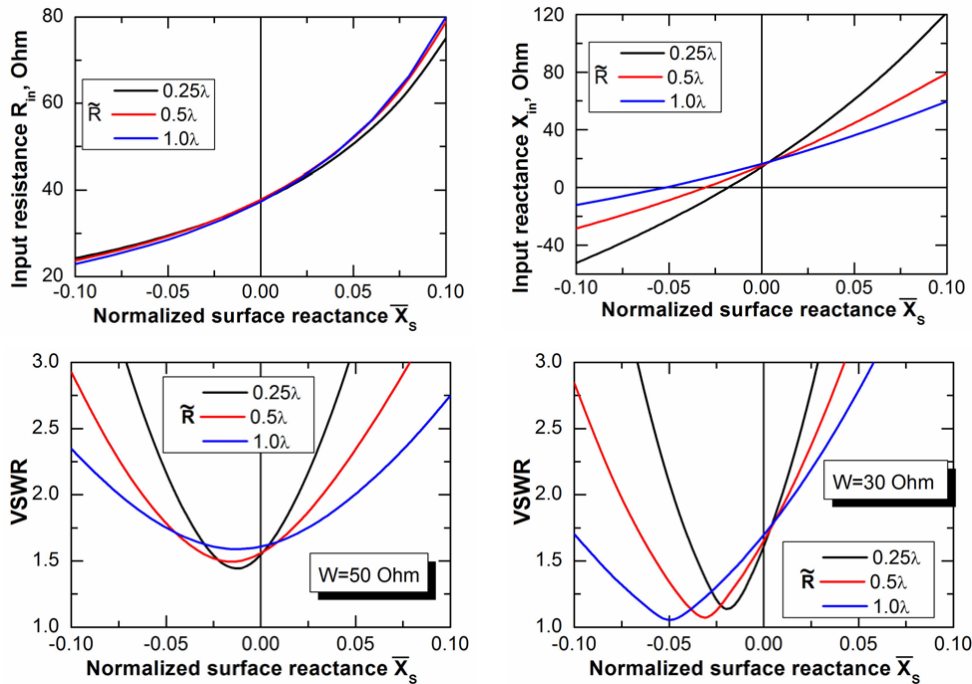 Input resistance R_in, Ohm
80
60
40
20
R̃
0.25λ
0.5λ
1.0λ
-0.10
-0.05
0.00
0.05
0.10
Normalized surface reactance X̄_S
Input reactance X_in, Ohm
120
80
40
0
-40
R̃
0.25λ
0.5λ
1.0λ
-0.10
-0.05
0.00
0.05
0.10
Normalized surface reactance X̄_S
VSWR
3.0
2.5
2.0
1.5
1.0
R̃
0.25λ
0.5λ
1.0λ
W=50 Ohm
-0.10
-0.05
0.00
0.05
0.10
Normalized surface reactance X̄_S
VSWR
3.0
2.5
2.0
1.5
1.0
W=30 Ohm
R̃
0.25λ
0.5λ
1.0λ
-0.10
-0.05
0.00
0.05
0.10
Normalized surface reactance X̄_S